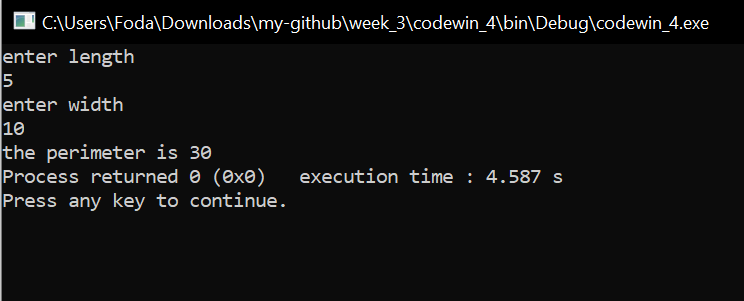 C:\Users\Foda\Downloads\my-github\week_3\codewin_4\bin\Debug\codewin_4.exe
enter length
5
enter width
10
the perimeter is 30
Process returned 0 (0x0)   execution time : 4.587 s
Press any key to continue.